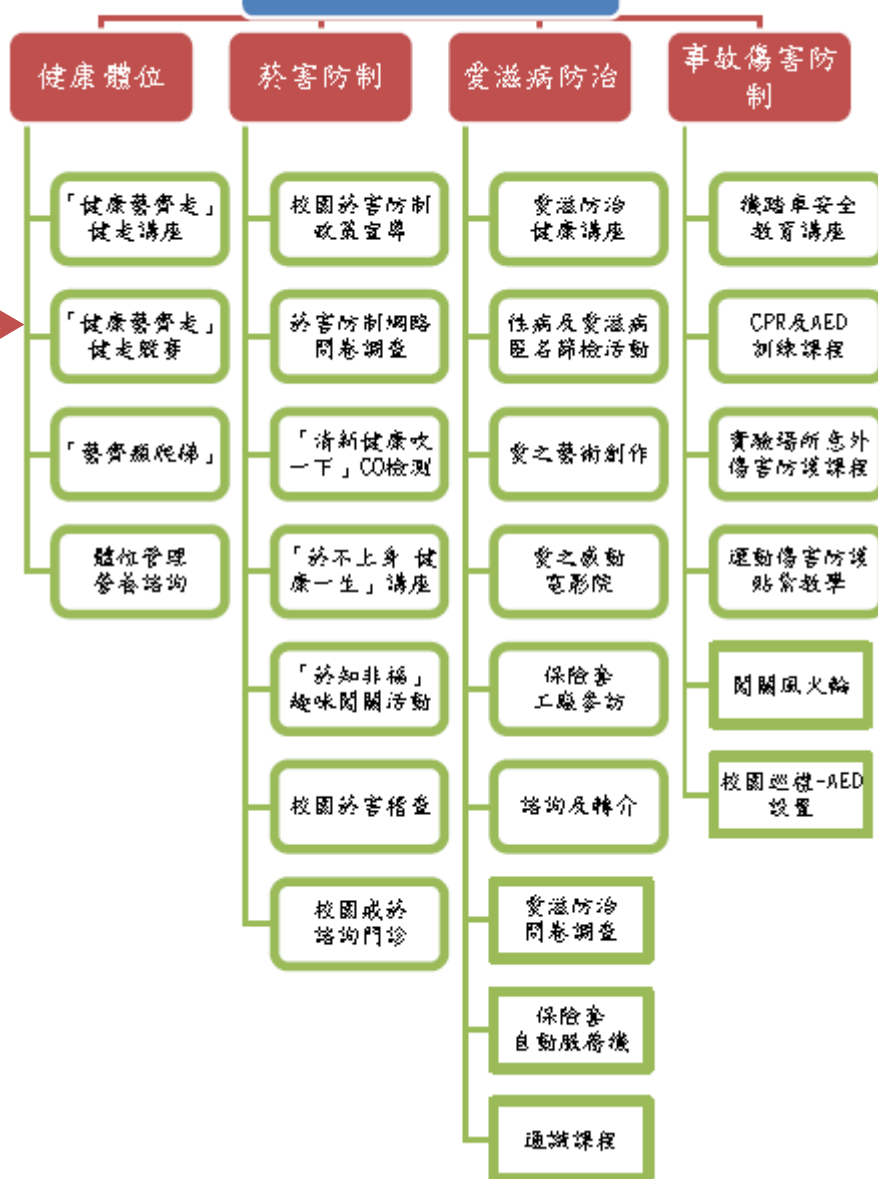 健康體位
「健康藝齊走」
健走講座
「健康藝齊走」
健走競賽
「藝齊瘋爬梯」
體位管理
營養諮詢
菸害防制
校園菸害防制
政策宣導
菸害防制網路
問卷調查
「清新健康吹
一下」CO檢測
「菸不上身 健
康一生」講座
「菸知非福」
趣味闖關活動
校園菸害稽查
校園戒菸
諮詢門診
愛滋病防治
愛滋防治
健康講座
性病及愛滋病
匿名篩檢活動
愛之藝術創作
愛之感動
電影院
保險套
工廠參訪
諮詢及轉介
愛滋防治
問卷調查
保險套
自動服務機
通識課程
事故傷害防
制
機踏車安全
教育講座
CPR及AED
訓練課程
實驗場所意外
傷害防護課程
運動傷害防護
貼紮教學
闖關風火輪
校園巡禮-AED
設置